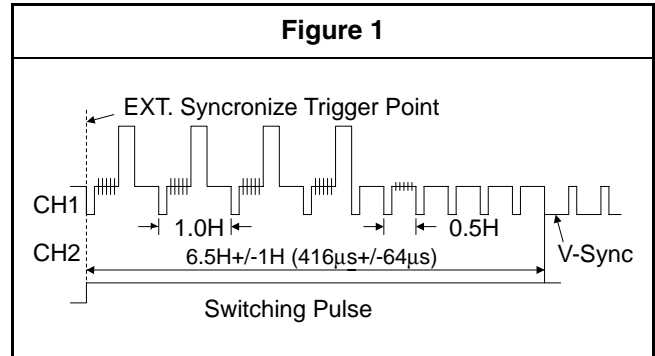 Figure 1
EXT. Syncronize Trigger Point
CH1
1.0H
0.5H
CH2
6.5H+/-1H (416µs+/-64µs)
V-Sync
Switching Pulse